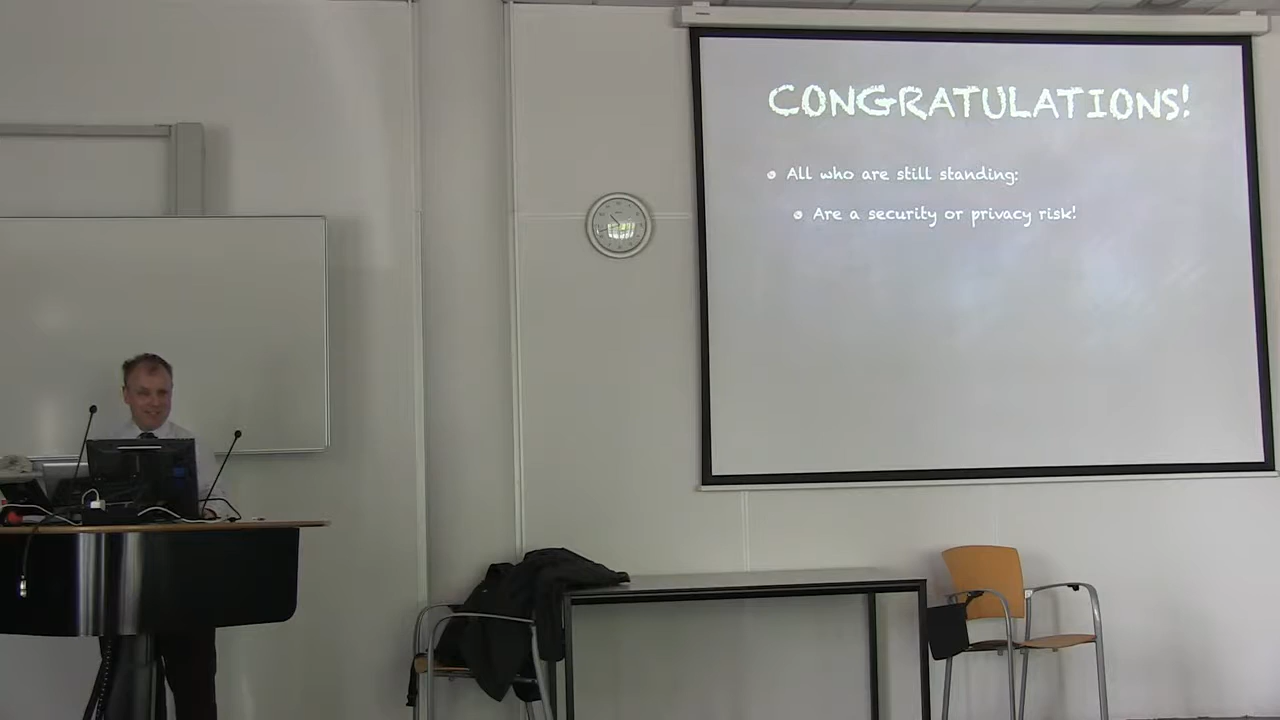 CONGRATULATIONS!
All who are still standing:
Are a security or privacy risk!